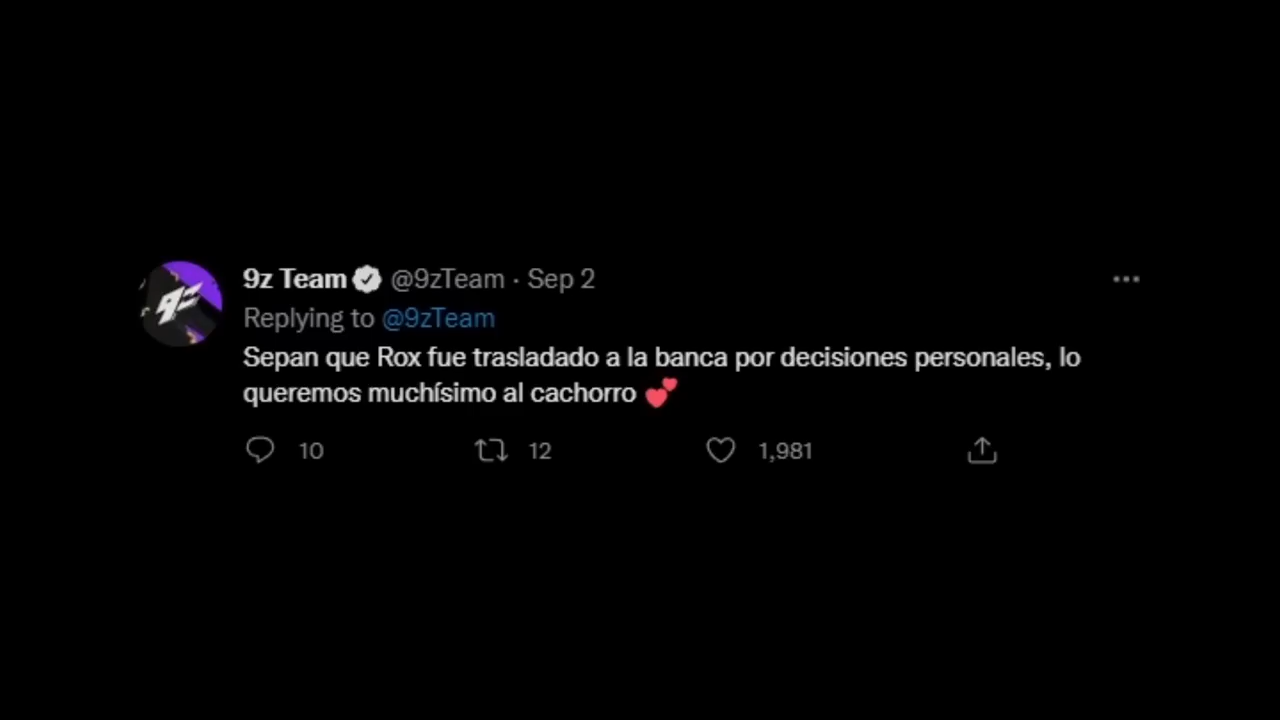 9z Team @9zTeam · Sep 2
Replying to @9zTeam
Sepan que Rox fue trasladado a la banca por decisiones personales, lo
queremos muchísimo al cachorro 💕
10 12 1,981